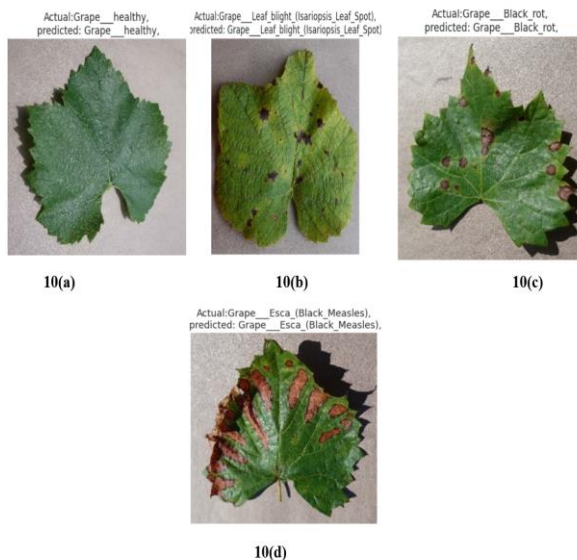 Actual:Grape___healthy,
predicted: Grape___healthy,
Actual:Grape___Leaf_blight_(Isariopsis_Leaf_Spot),
predicted: Grape___Leaf_blight_(Isariopsis_Leaf_Spot)
Actual:Grape___Black_rot,
predicted: Grape___Black_rot,
10(a)
10(b)
10(c)
Actual:Grape___Esca_(Black_Measles),
predicted: Grape___Esca_(Black_Measles),
10(d)